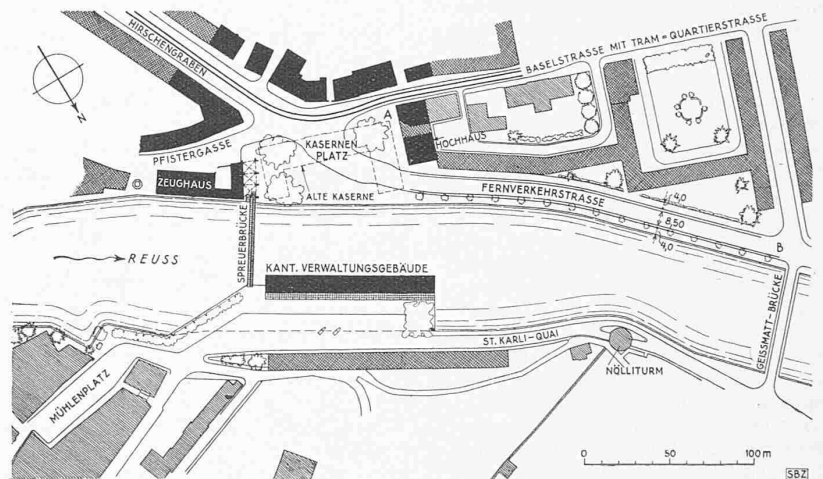 HIRSCHENGRABEN
BASELSTRASSE MIT TRAM = QUARTIERSTRASSE
N
A
PFISTERGASSE
KASERNEN
PLATZ
HOCHHAUS
ZEUGHAUS
ALTE KASERNE
FERNVERKEHRSTRASSE
4,0
8,50
4,0
B
SPREUERBRÜCKE
REUSS
KANT. VERWALTUNGSGEBÄUDE
GEISSMATT-BRÜCKE
ST. KARLI-QUAI
NÖLLITURM
MÜHLENPLATZ
0 50 100 m
SBZ